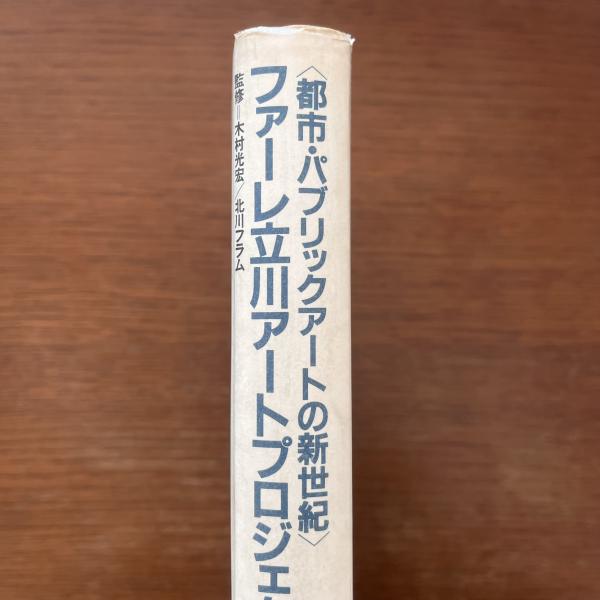 〈都市・パブリックアートの新世紀〉
ファーレ立川アートプロジェ
監修＝木村光宏／北川フラム